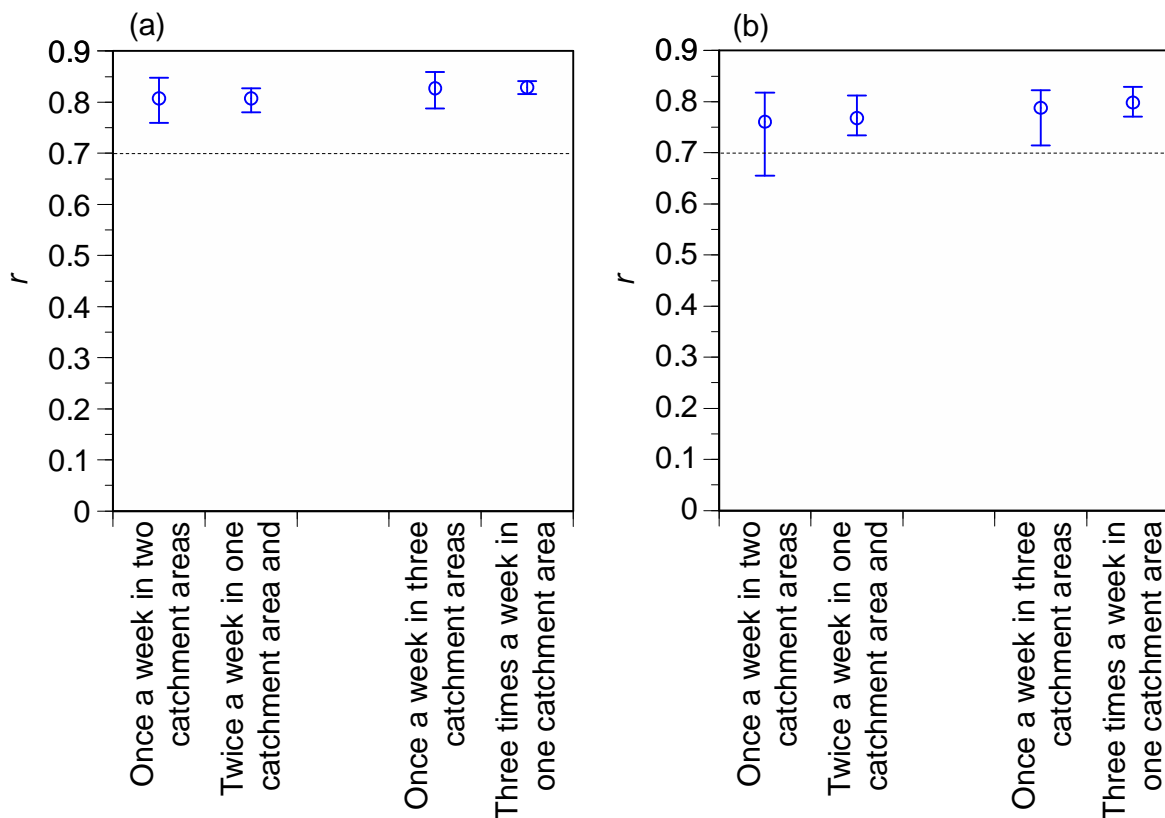 (a)
0.9
0.8
0.7
0.6
0.5
0.4
0.3
0.2
0.1
0
r
Once a week in two
catchment areas
Twice a week in one
catchment area and
Once a week in three
catchment areas
Three times a week in
one catchment area
(b)
0.9
0.8
0.7
0.6
0.5
0.4
0.3
0.2
0.1
0
r
Once a week in two
catchment areas
Twice a week in one
catchment area and
Once a week in three
catchment areas
Three times a week in
one catchment area